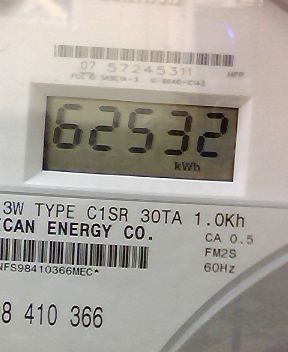 07 57245311
HPP
62532
kWh
3W TYPE C1SR 30TA 1.0Kh
CAN ENERGY CO.
CA 0.5
FM2S
60Hz
NFS98410366MEC*
8 410 366